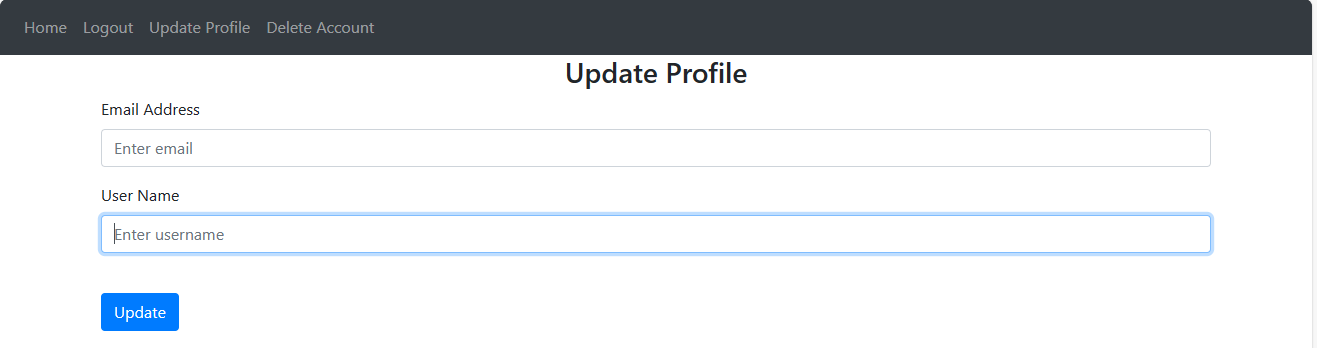 Home Logout Update Profile Delete Account
Update Profile
Email Address
Enter email
User Name
Enter username
Update